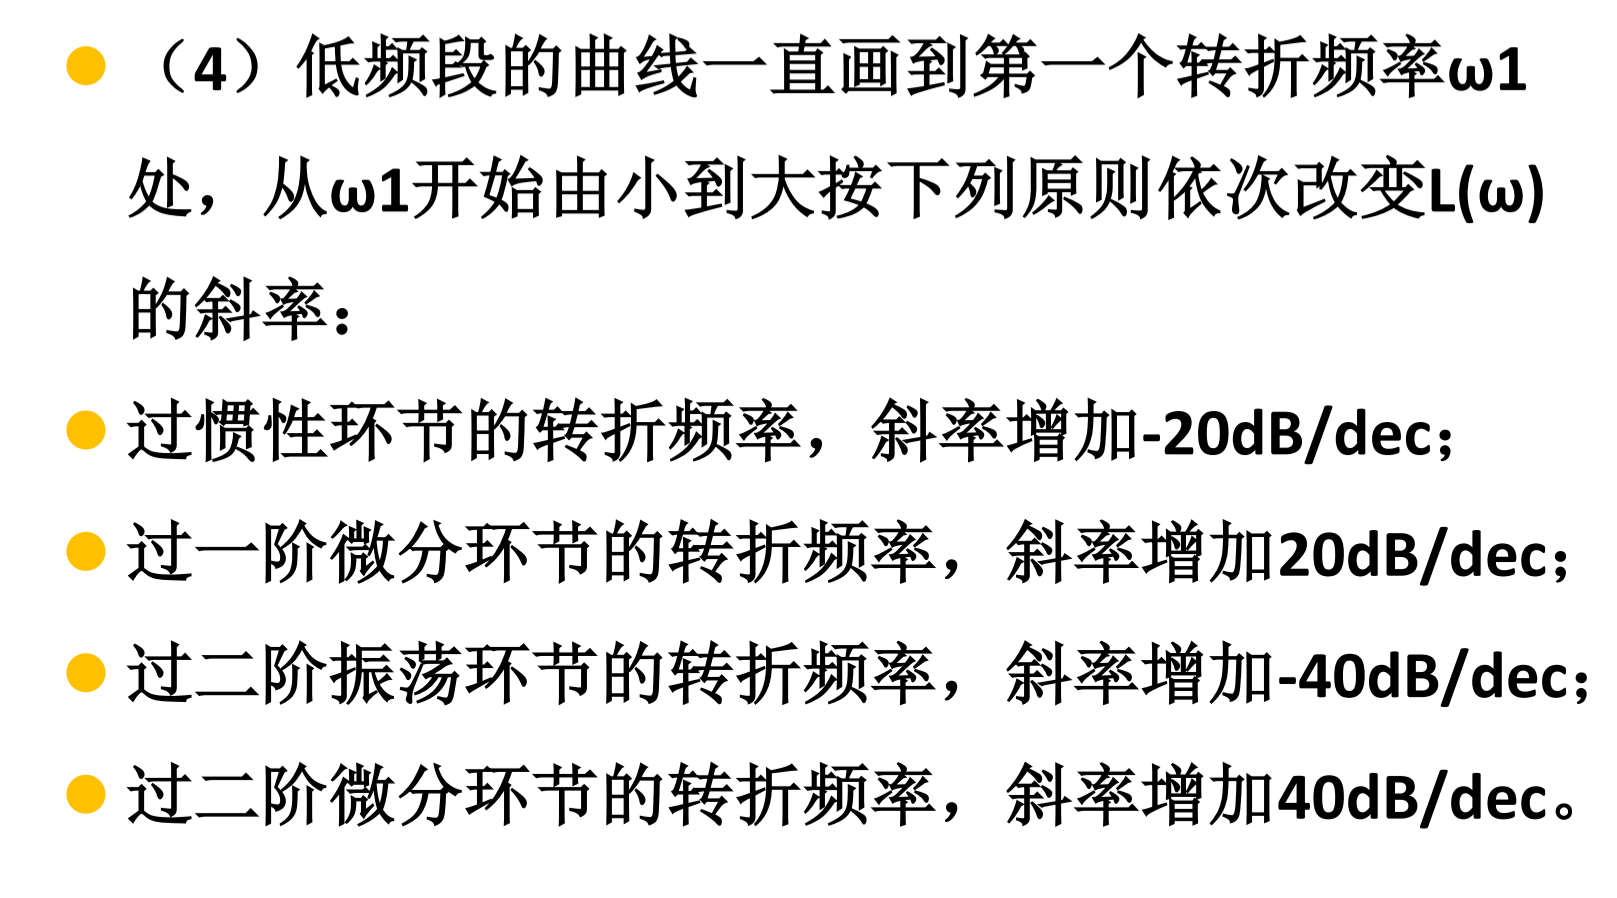 （4）低频段的曲线一直画到第一个转折频率ω1
处，从ω1开始由小到大按下列原则依次改变L(ω)
的斜率：
过惯性环节的转折频率，斜率增加-20dB/dec；
过一阶微分环节的转折频率，斜率增加20dB/dec；
过二阶振荡环节的转折频率，斜率增加-40dB/dec；
过二阶微分环节的转折频率，斜率增加40dB/dec。